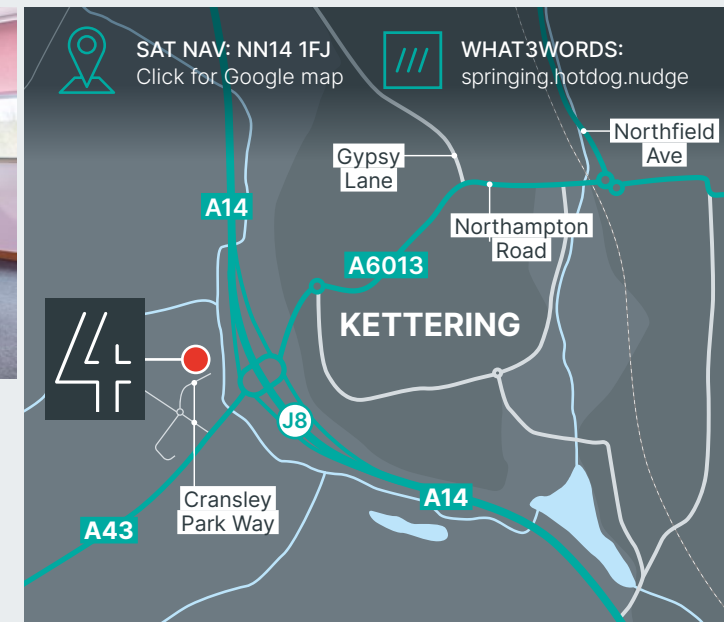 SAT NAV: NN14 1FJ
Click for Google map
WHAT3WORDS:
springing.hotdog.nudge
Northfield
Ave
Gypsy
Lane
A14
Northampton
Road
A6013
KETTERING
4
J8
Cransley
Park Way
A14
A43